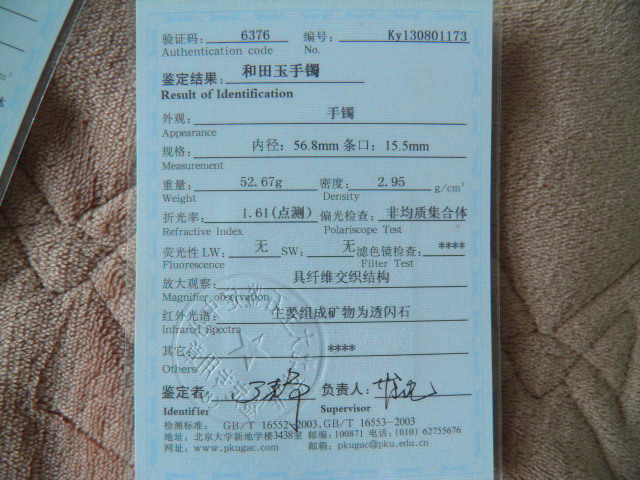 验证码: 6376 编号: Ky130801173
Authentication code No.
鉴定结果: 和田玉手镯
Result of Identification
外观: 手镯
Appearance
规格: 内径: 56.8mm 条口: 15.5mm
Measurement
重量: 52.67g 密度: 2.95 g/cm³
Weight Density
折光率: 1.61(点测) 偏光检查: 非均质集合体
Refractive Index Polariscope Test
荧光性 LW: 无 SW: 无 滤色镜检查: ****
Fluorescence Filter Test
放大观察: 具纤维交织结构
Magnifier observation
红外光谱: 主要组成矿物为透闪石
Infrared Spectra
其它: ****
Others
鉴定者 负责人:
Identifier Supervisor
检测标准: GB/T 16552-2003,GB/T 16553-2003
地址: 北京大学新地学楼3438室 邮编: 100871 电话: (010) 62755676
网址: www.pkugac.com 邮箱: pkugac@pku.edu.cn